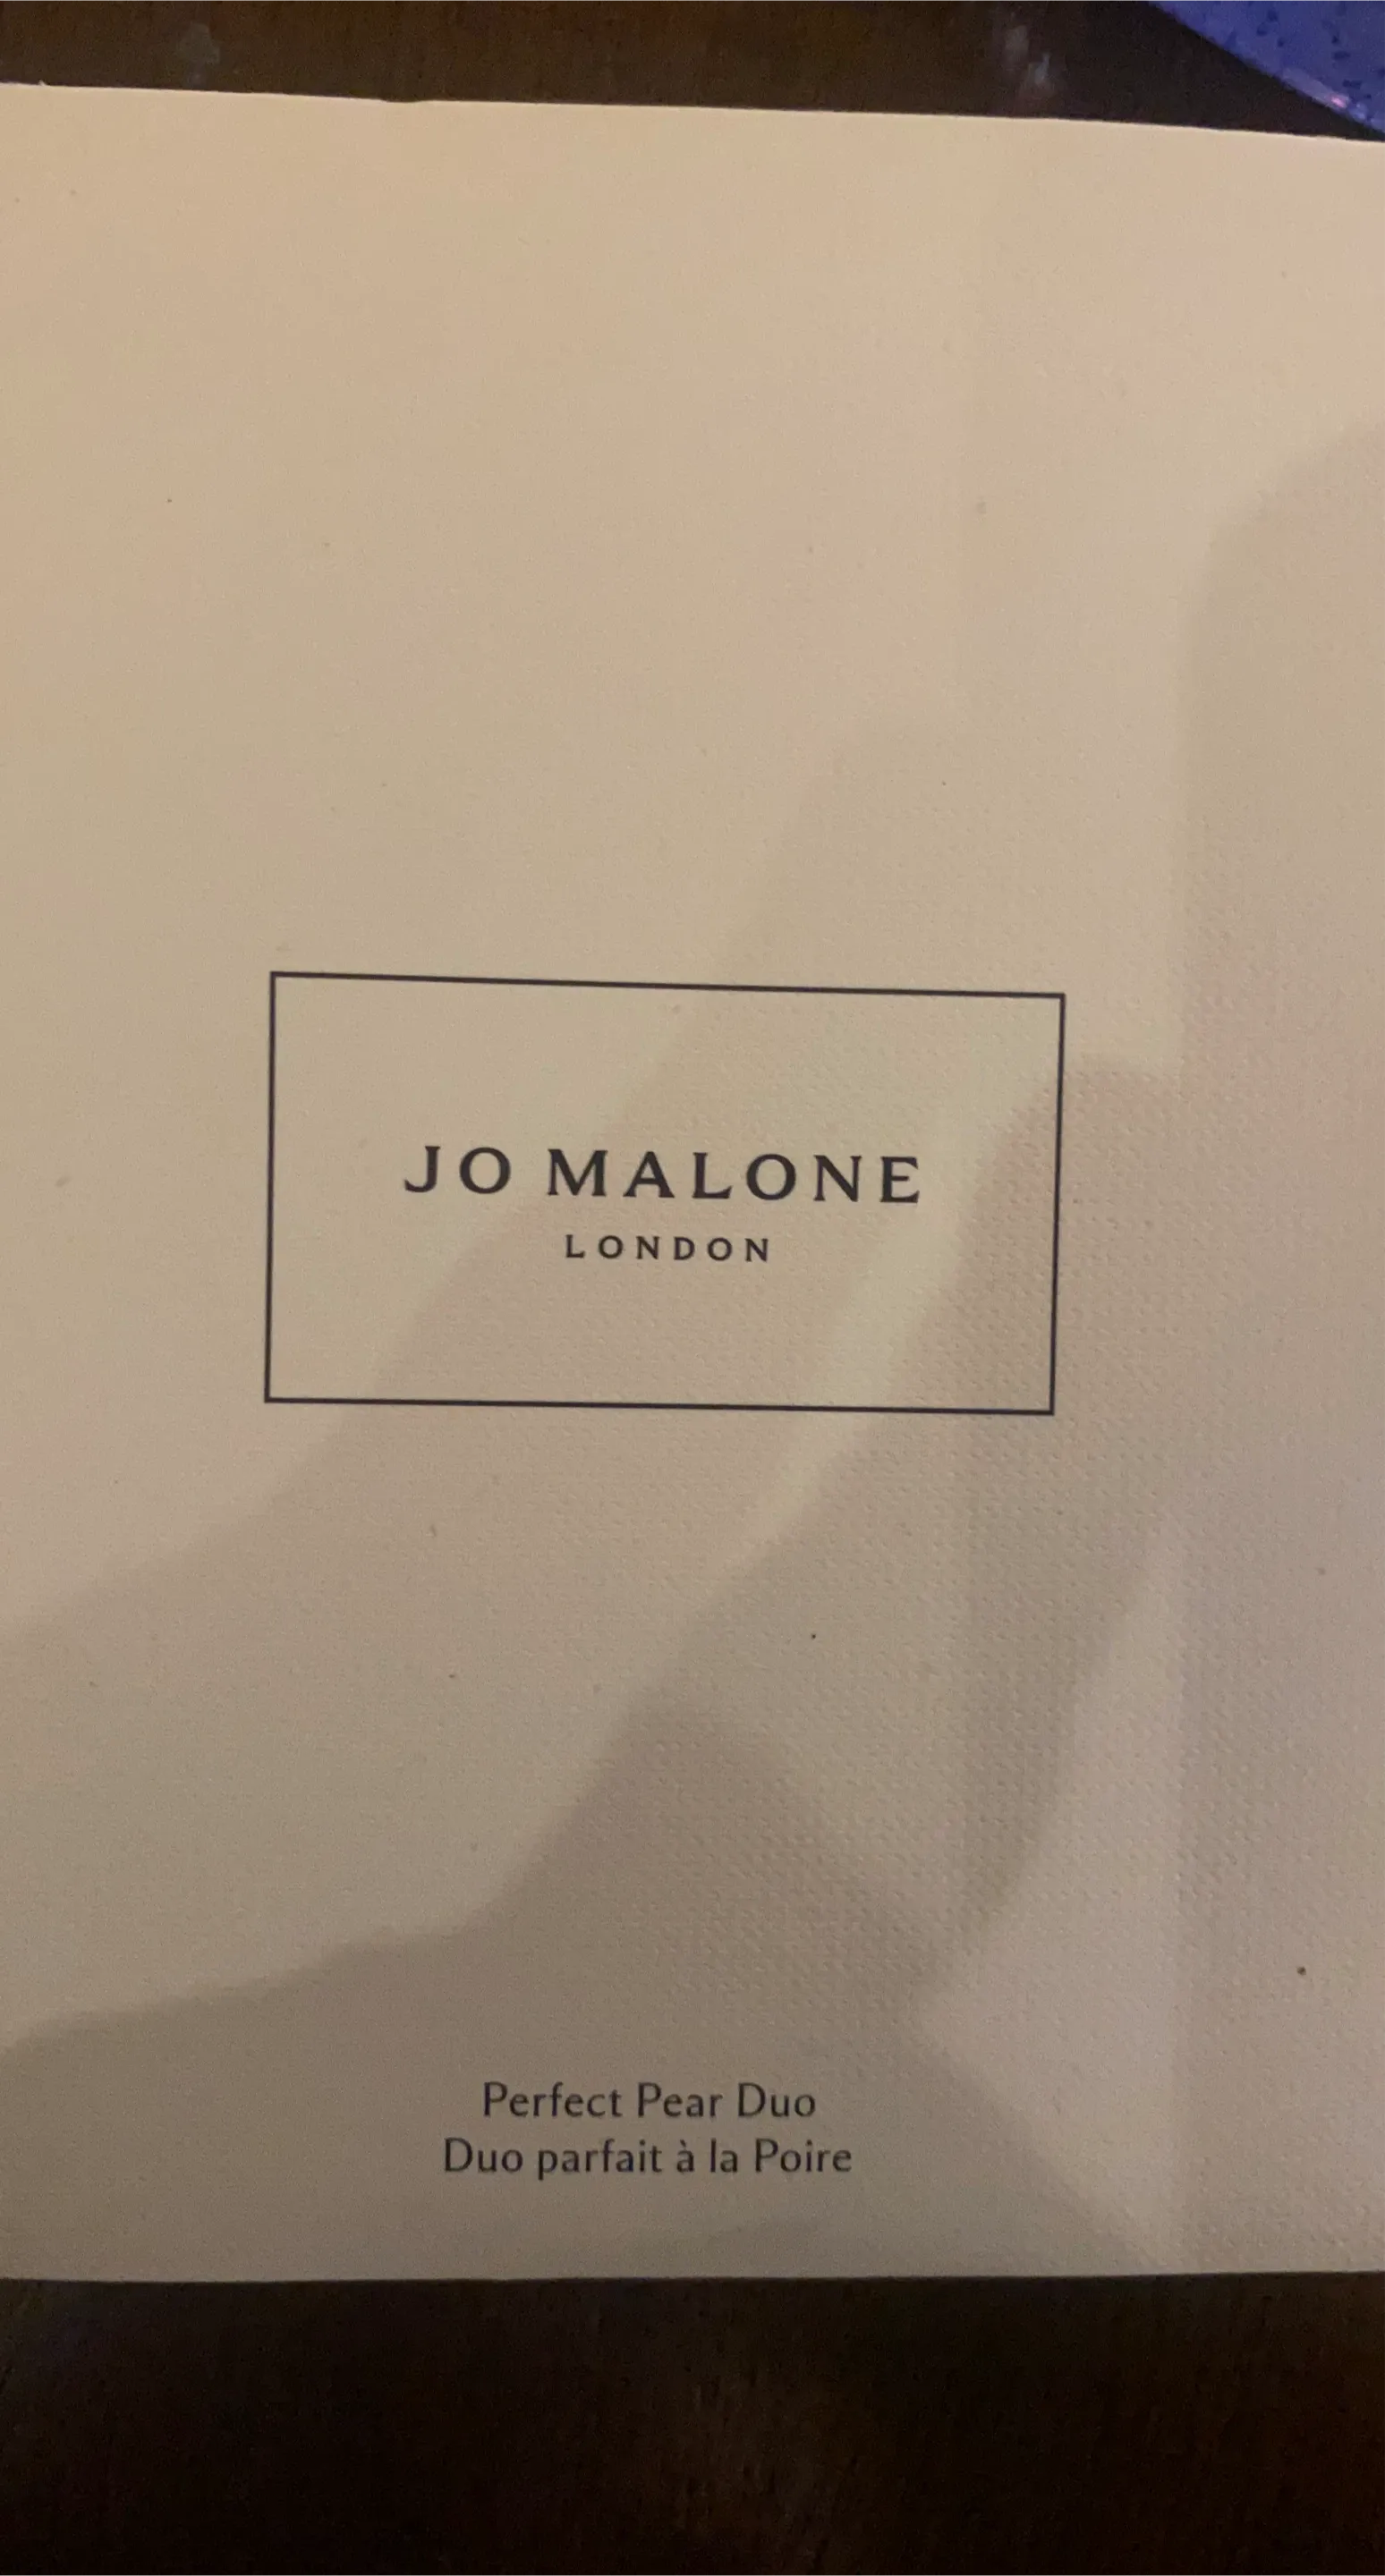 JO MALONE
LONDON
Perfect Pear Duo
Duo parfait à la Poire